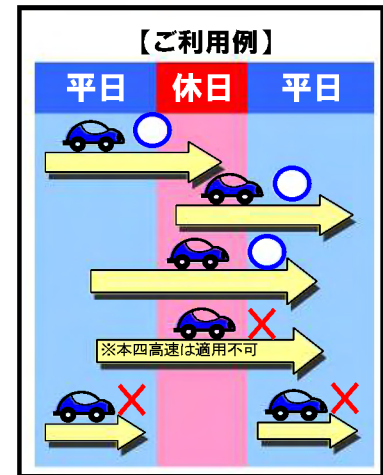 【ご利用例】
平日 休日 平日
※本四高速は適用不可